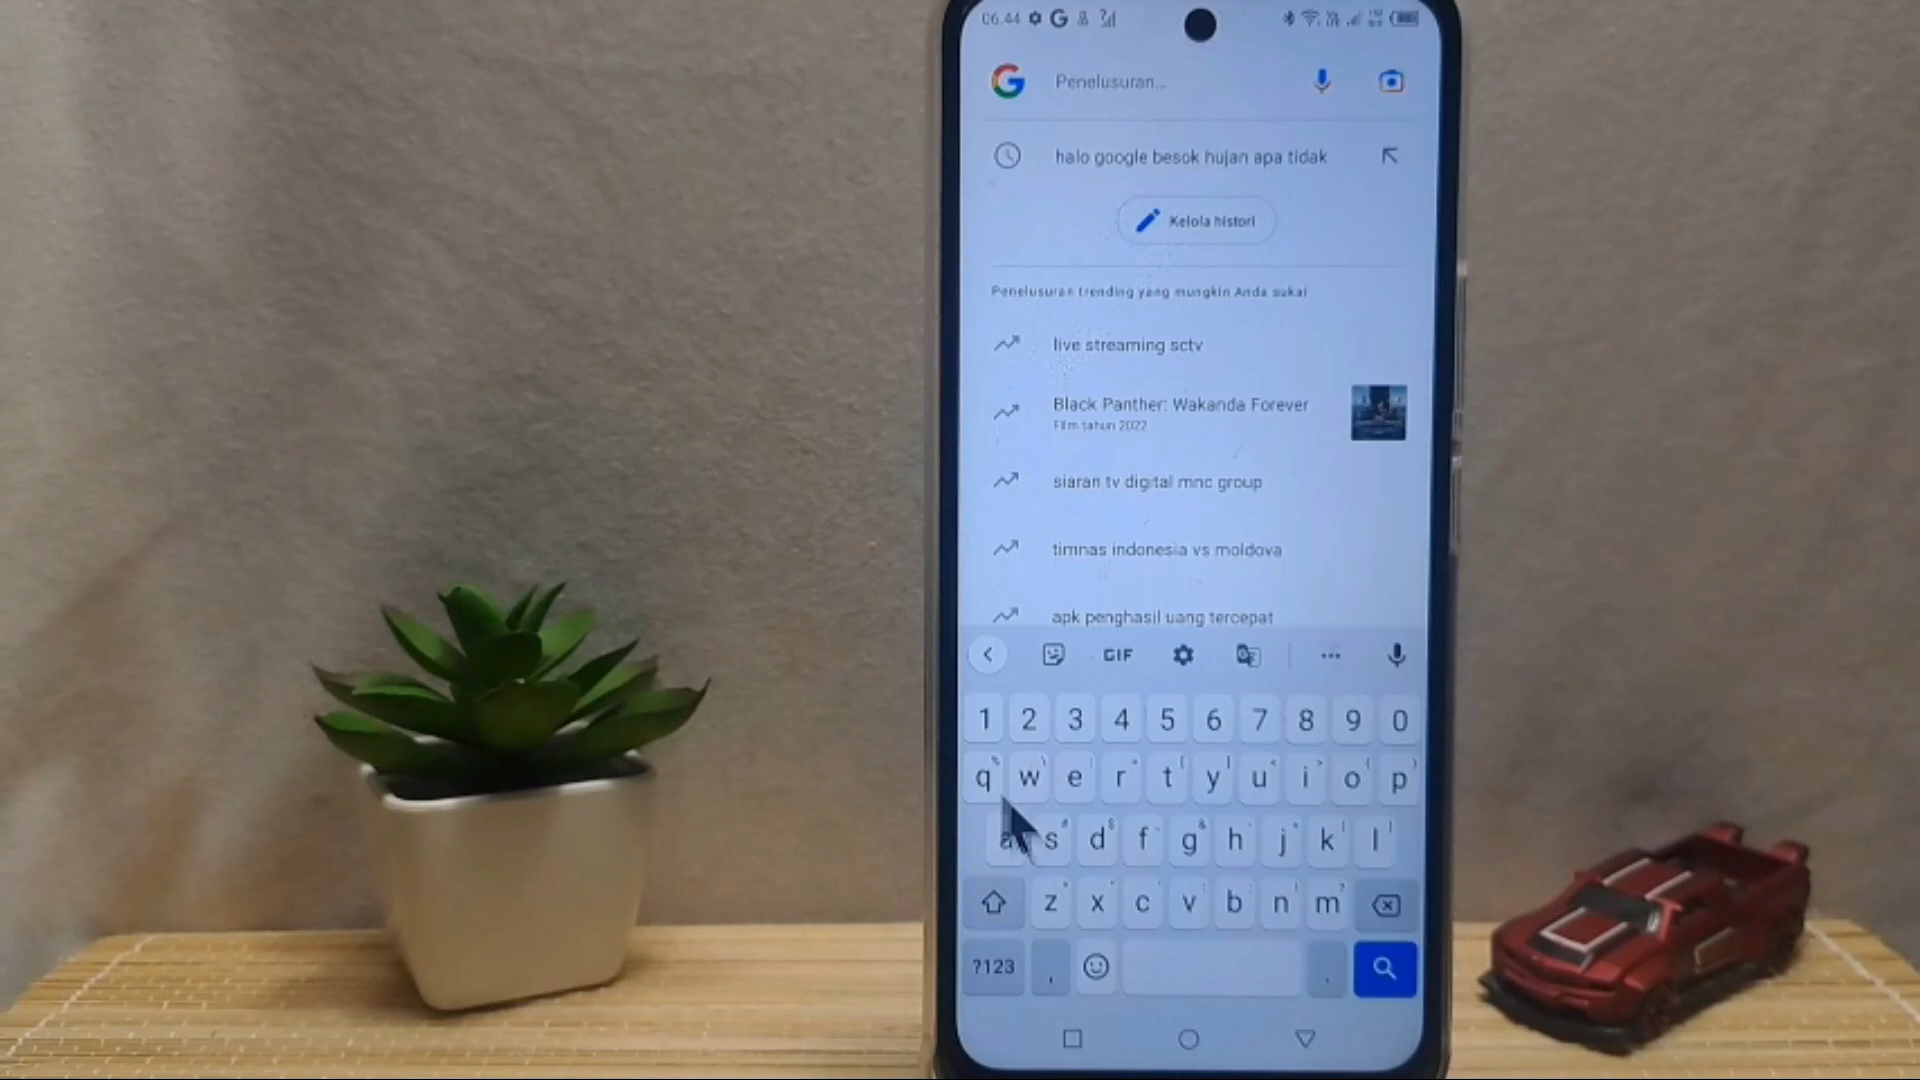 06.44
Penelusuran...
halo google besok hujan apa tidak
Kelola histori
Penelusuran trending yang mungkin Anda sukai
live streaming sctv
Black Panther: Wakanda Forever
Film tahun 2022
siaran tv digital mnc group
timnas indonesia vs moldova
apk penghasil uang tercepat
GIF
1 2 3 4 5 6 7 8 9 0
q w e r t y u i o p
a s d f g h j k l
z x c v b n m
?123 , .